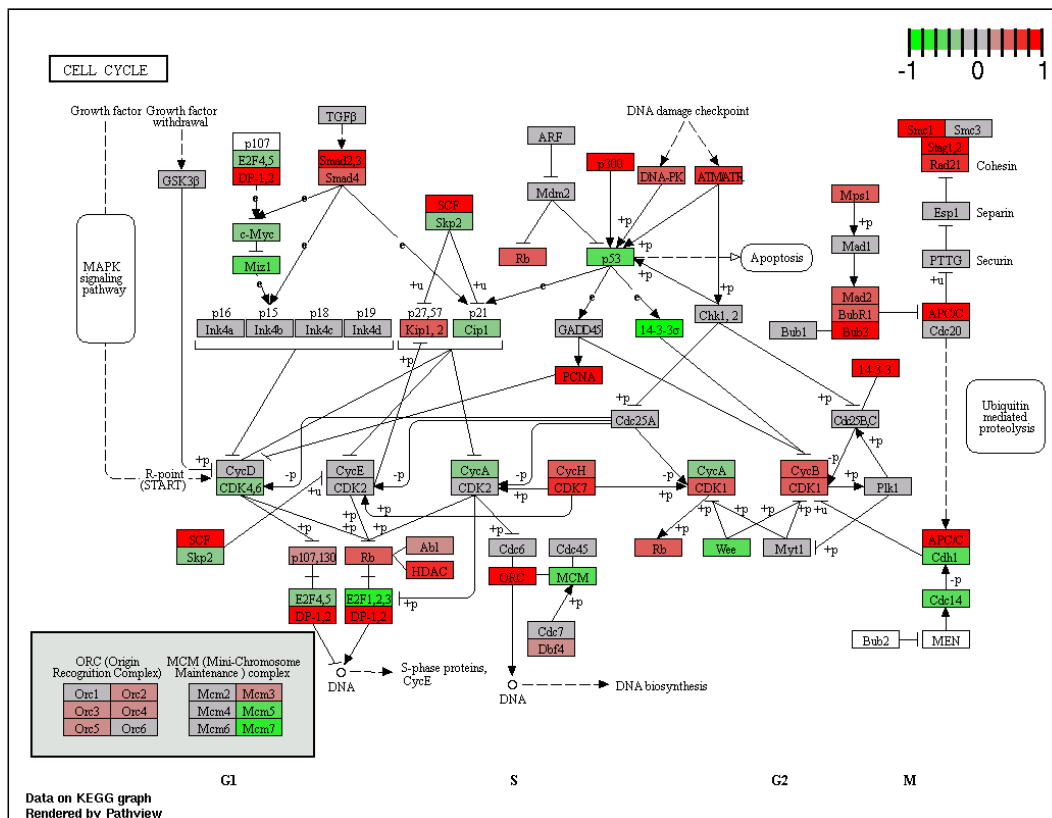 CELL CYCLE
-1 0 1
Growth factor
Growth factor
withdrawal
p107
E2F4,5
DP-1,2
TGFβ
GSK3β
Smad2,3
Smad4
e
e
e
e
c-Myc
Miz1
MAPK
signaling
pathway
SCF
Skp2
+u
+u
ARF
Mdm2
Rb
p300
DNA damage checkpoint
DNA-PK
ATM/ATR
+p
+p
+p
+p
p53
Apoptosis
e
e
e
e
Smc1
Smc3
Stag1,2
Rad21
Cohesin
Esp1
Separin
PTTG
Securin
+u
Mps1
+p
Mad1
Mad2
BubR1
Bub1
Bub3
APC/C
Cdc20
p16
p15
p18
p19
Ink4a
Ink4b
Ink4c
Ink4d
p27,57
Kip1, 2
p21
Cip1
GADD45
14-3-3σ
Chk1, 2
PCNA
14-3-3
+p
+p
+p
+p
Cdc25A
Cdc25B,C
Ubiquitin
mediated
proteolysis
R-point
(START)
+p
CycD
CDK4,6
-p
CycE
CDK2
-p
CycA
CDK2
-p
+p
CycH
CDK7
-p
+p
CycA
CDK1
CycB
CDK1
-p
+p
Plk1
+p
+u
+u
SCF
Skp2
+p
+p
+p
+p
+p
p107,130
Rb
Abl
HDAC
Cdc6
Cdc45
ORC
MCM
+p
Rb
+p
Wee
+p
+p
Myt1
+p
APC/C
Cdh1
-p
Cdc14
Bub2
MEN
E2F4,5
DP-1,2
E2F1,2,3
DP-1,2
+p
Cdc7
Dbf4
DNA
S-phase proteins,
CycE
DNA
DNA biosynthesis
ORC (Origin
Recognition Complex)
MCM (Mini-Chromosome
Maintenance ) complex
Orc1
Orc2
Mcm2
Mcm3
Orc3
Orc4
Mcm4
Mcm5
Orc5
Orc6
Mcm6
Mcm7
G1
S
G2
M
Data on KEGG graph
Rendered by Pathview